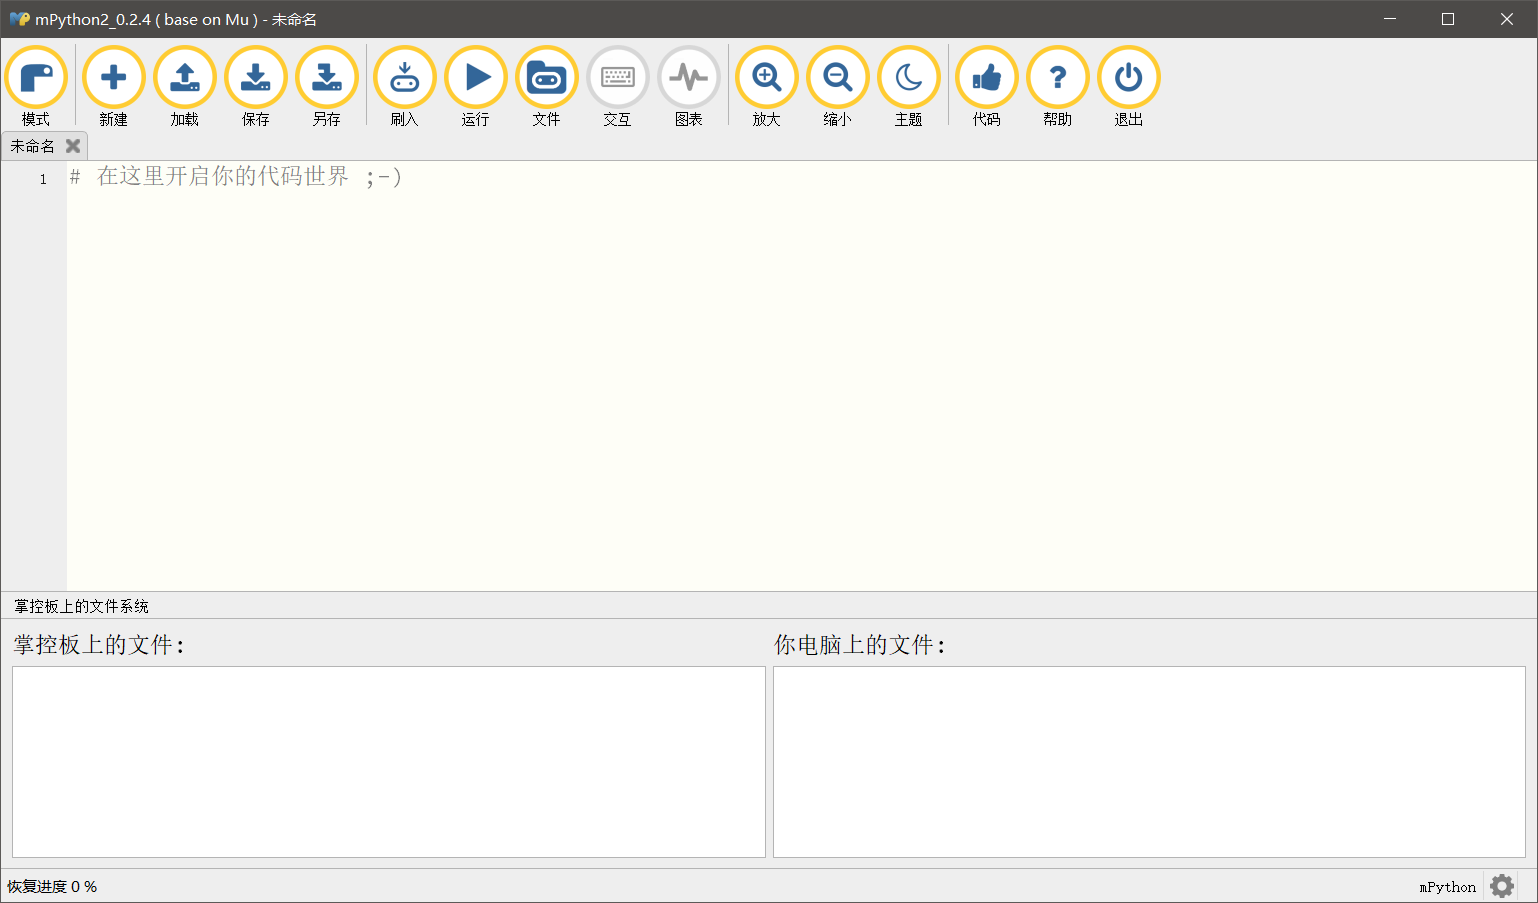 mPython2_0.2.4 ( base on Mu ) - 未命名
模式 新建 加载 保存 另存 刷入 运行 文件 交互 图表 放大 缩小 主题 代码 帮助 退出
未命名
1 # 在这里开启你的代码世界 ;-)
掌控板上的文件系统
掌控板上的文件： 你电脑上的文件：
恢复进度 0 % mPython